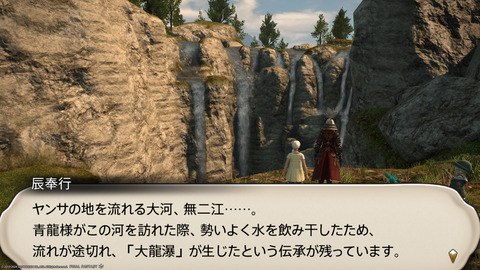 辰奉行
ヤンサの地を流れる大河、無二江……。
青龍様がこの河を訪れた際、勢いよく水を飲み干したため、
流れが途切れ、「大龍瀑」が生じたという伝承が残っています。